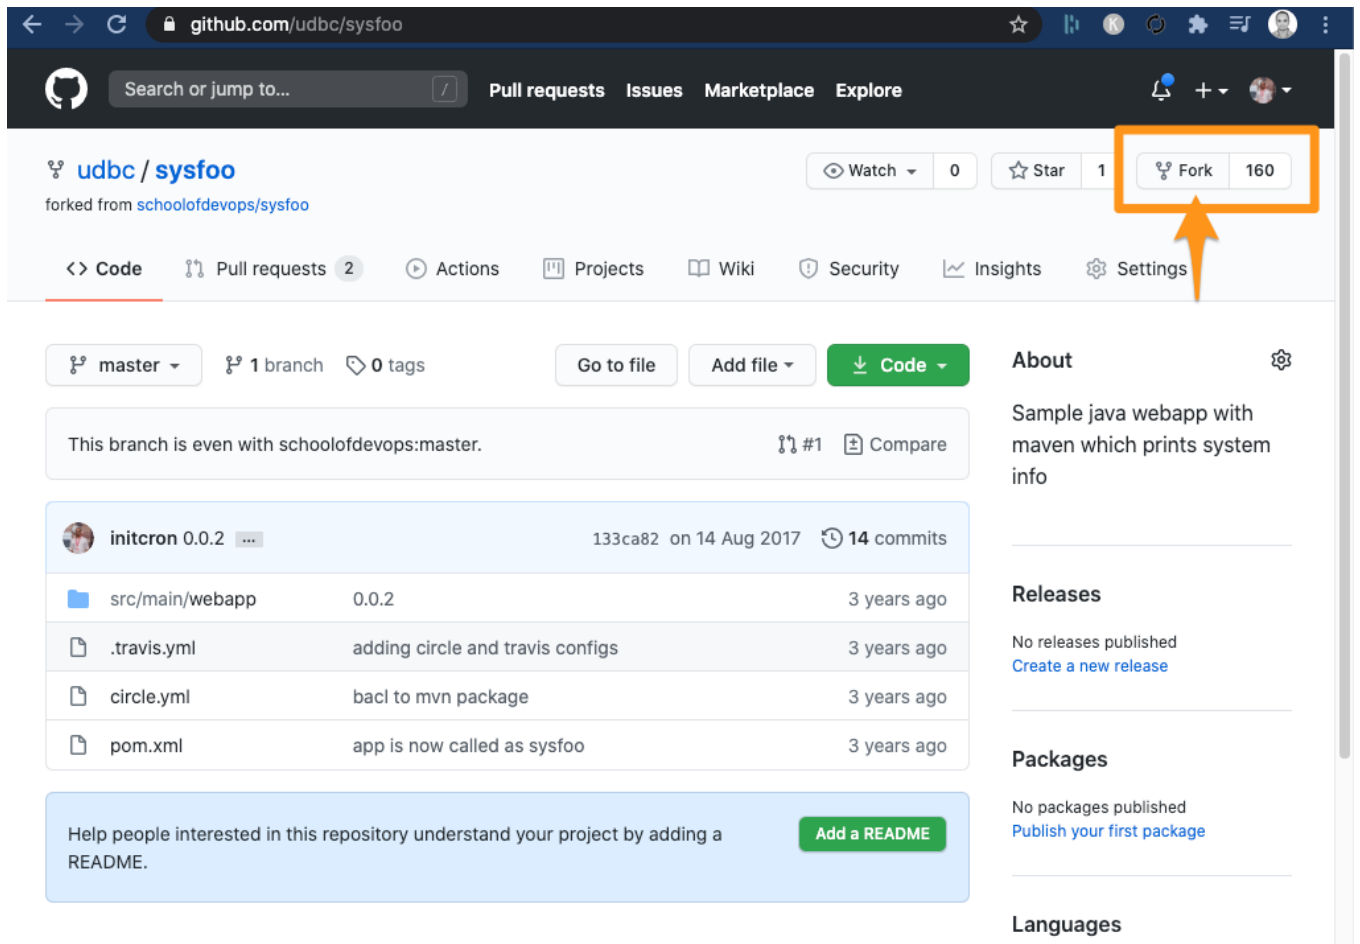 github.com/udbc/sysfoo
K
Search or jump to... /
Pull requests Issues Marketplace Explore
udbc / sysfoo
Watch 0 Star 1 Fork 160
forked from schoolofdevops/sysfoo
Code Pull requests 2 Actions Projects Wiki Security Insights Settings
master 1 branch 0 tags Go to file Add file Code
This branch is even with schoolofdevops:master. #1 Compare
initcron 0.0.2 ... 133ca82 on 14 Aug 2017 14 commits
src/main/webapp 0.0.2 3 years ago
.travis.yml adding circle and travis configs 3 years ago
circle.yml bacl to mvn package 3 years ago
pom.xml app is now called as sysfoo 3 years ago
Help people interested in this repository understand your project by adding a
README.
Add a README
About
Sample java webapp with
maven which prints system
info
Releases
No releases published
Create a new release
Packages
No packages published
Publish your first package
Languages